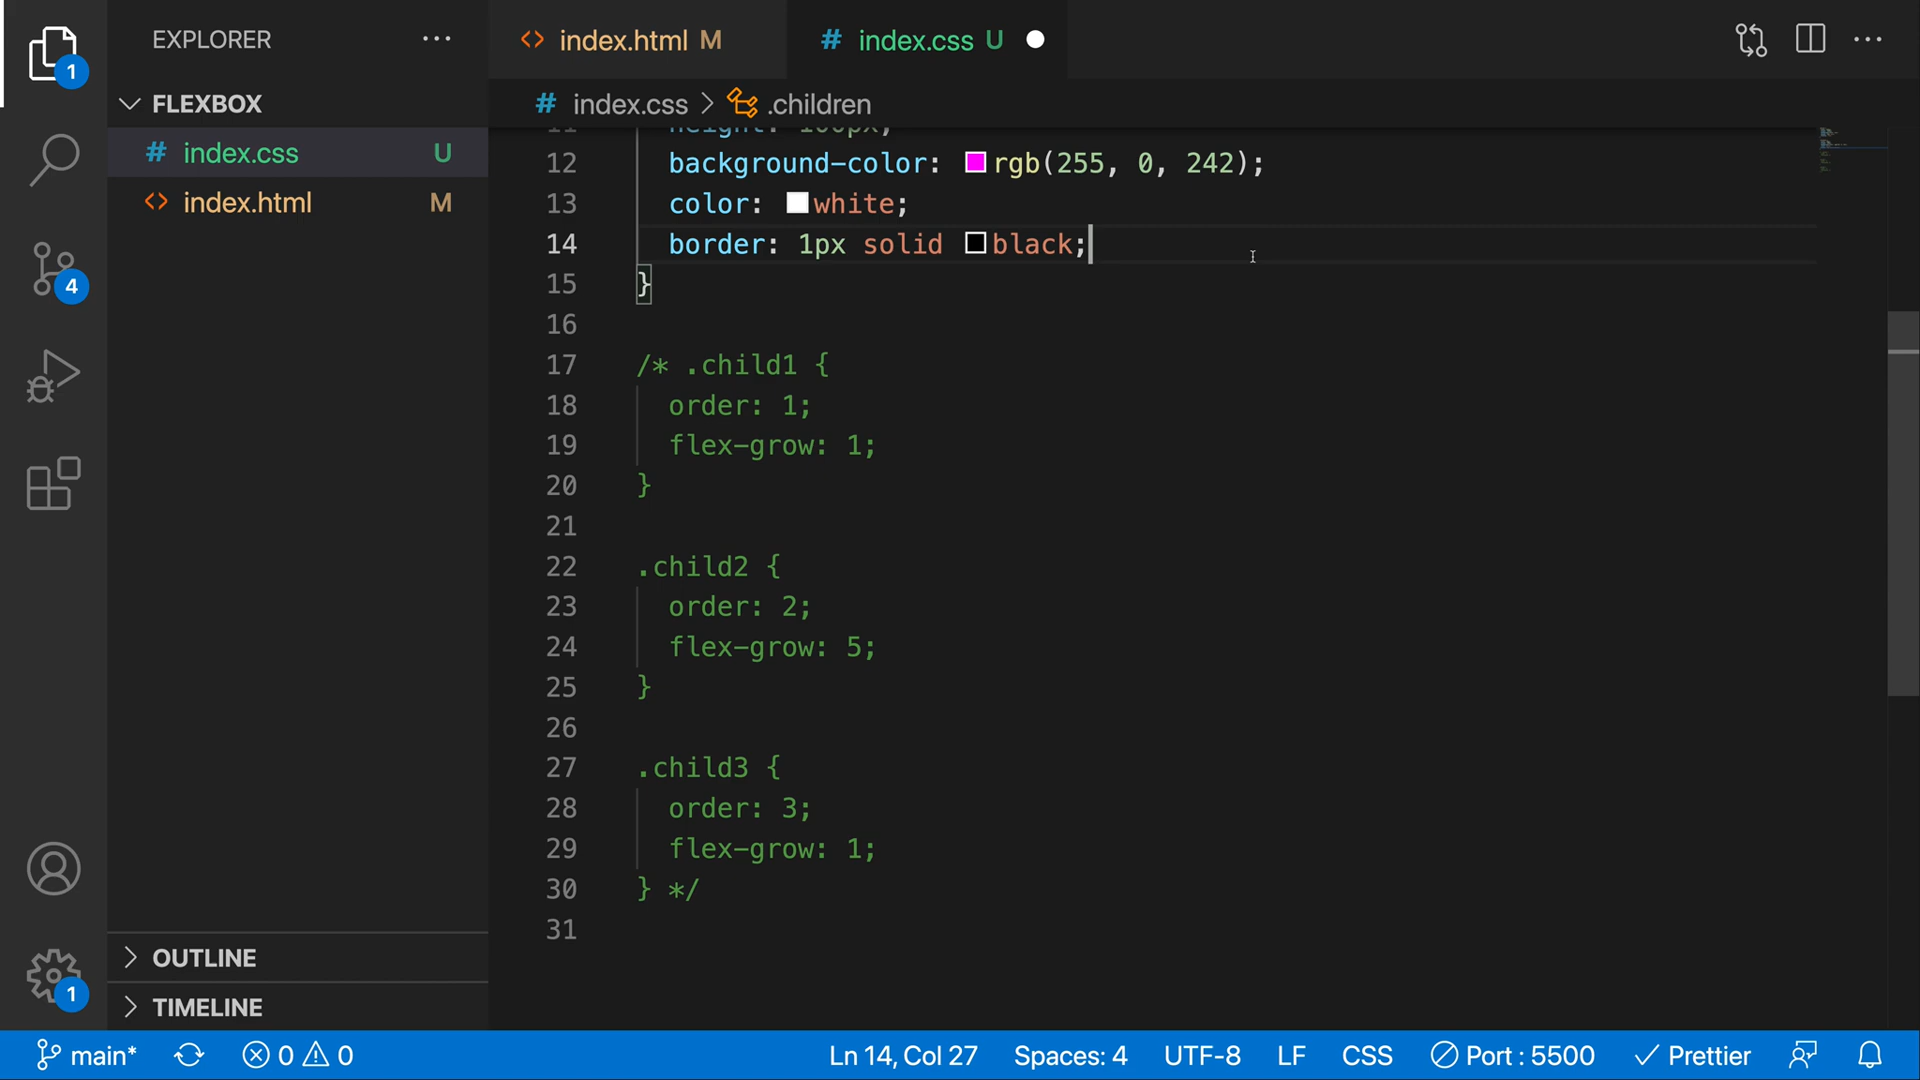 EXPLORER
index.html M
# index.css U
# index.css > .children
FLEXBOX
# index.css U
index.html M
OUTLINE
TIMELINE
11 height: 100px;
12 background-color: rgb(255, 0, 242);
13 color: white;
14 border: 1px solid black;
15 }
16
17 /* .child1 {
18 order: 1;
19 flex-grow: 1;
20 }
21
22 .child2 {
23 order: 2;
24 flex-grow: 5;
25 }
26
27 .child3 {
28 order: 3;
29 flex-grow: 1;
30 } */
31
1
4
1
main* 0 0 Ln 14, Col 27 Spaces: 4 UTF-8 LF CSS Port : 5500 Prettier